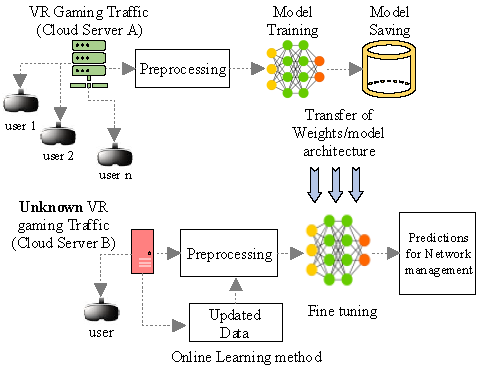 VR Gaming Traffic
(Cloud Server A)
Model
Training
Model
Saving
Preprocessing
user 1
user 2
user n
Transfer of
Weights/model
architecture
Unknown VR
gaming Traffic
(Cloud Server B)
Preprocessing
Predictions
for Network
management
user
Updated
Data
Fine tuning
Online Learning method